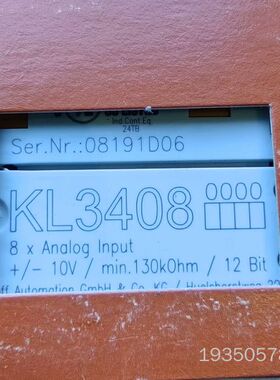 Ind.Cont.Eq.
24TB
Ser.Nr.:08191D06
KL3408 0000
8 x Analog Input
+/- 10V / min.130kOhm / 12 Bit
Automation GmbH & Co. KG /
1935057